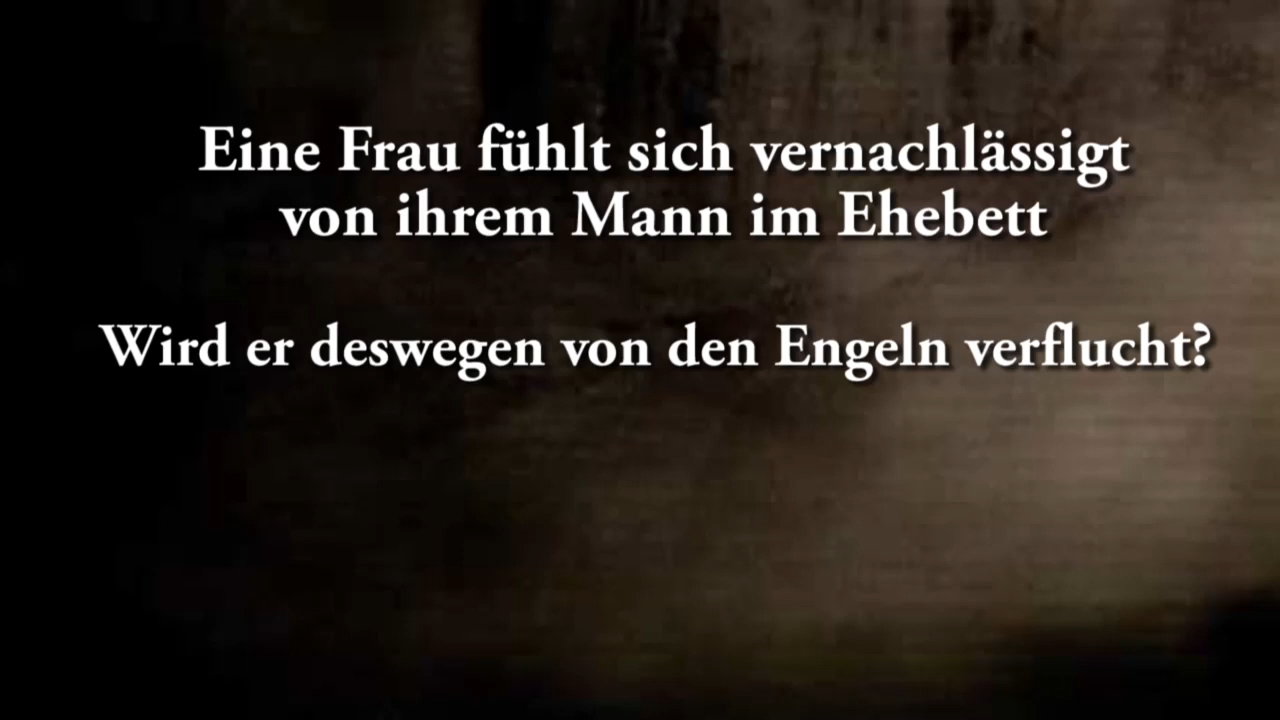 Eine Frau fühlt sich vernachlässigt
von ihrem Mann im Ehebett
Wird er deswegen von den Engeln verflucht?